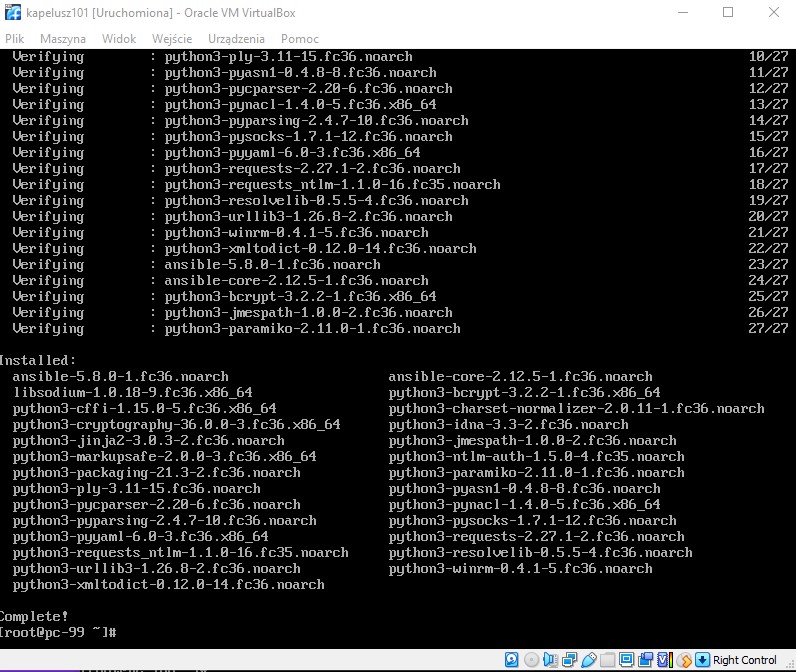 kapelusz101 [Uruchomiona] - Oracle VM VirtualBox
Plik Maszyna Widok Wejście Urządzenia Pomoc
Verifying : python3-ply-3.11-15.fc36.noarch 10/27
Verifying : python3-pyasn1-0.4.8-8.fc36.noarch 11/27
Verifying : python3-pycparser-2.20-6.fc36.noarch 12/27
Verifying : python3-pynacl-1.4.0-5.fc36.x86_64 13/27
Verifying : python3-pyparsing-2.4.7-10.fc36.noarch 14/27
Verifying : python3-pysocks-1.7.1-12.fc36.noarch 15/27
Verifying : python3-pyyaml-6.0-3.fc36.x86_64 16/27
Verifying : python3-requests-2.27.1-2.fc36.noarch 17/27
Verifying : python3-requests_ntlm-1.1.0-16.fc35.noarch 18/27
Verifying : python3-resolvelib-0.5.5-4.fc36.noarch 19/27
Verifying : python3-urllib3-1.26.8-2.fc36.noarch 20/27
Verifying : python3-winrm-0.4.1-5.fc36.noarch 21/27
Verifying : python3-xmltodict-0.12.0-14.fc36.noarch 22/27
Verifying : ansible-5.8.0-1.fc36.noarch 23/27
Verifying : ansible-core-2.12.5-1.fc36.noarch 24/27
Verifying : python3-bcrypt-3.2.2-1.fc36.x86_64 25/27
Verifying : python3-jmespath-1.0.0-2.fc36.noarch 26/27
Verifying : python3-paramiko-2.11.0-1.fc36.noarch 27/27
Installed:
ansible-5.8.0-1.fc36.noarch ansible-core-2.12.5-1.fc36.noarch
libsodium-1.0.18-9.fc36.x86_64 python3-bcrypt-3.2.2-1.fc36.x86_64
python3-cffi-1.15.0-5.fc36.x86_64 python3-charset-normalizer-2.0.11-1.fc36.noarch
python3-cryptography-36.0.0-3.fc36.x86_64 python3-idna-3.3-2.fc36.noarch
python3-jinja2-3.0.3-2.fc36.noarch python3-jmespath-1.0.0-2.fc36.noarch
python3-markupsafe-2.0.0-3.fc36.x86_64 python3-ntlm-auth-1.5.0-4.fc35.noarch
python3-packaging-21.3-2.fc36.noarch python3-paramiko-2.11.0-1.fc36.noarch
python3-ply-3.11-15.fc36.noarch python3-pyasn1-0.4.8-8.fc36.noarch
python3-pycparser-2.20-6.fc36.noarch python3-pynacl-1.4.0-5.fc36.x86_64
python3-pyparsing-2.4.7-10.fc36.noarch python3-pysocks-1.7.1-12.fc36.noarch
python3-pyyaml-6.0-3.fc36.x86_64 python3-requests-2.27.1-2.fc36.noarch
python3-requests_ntlm-1.1.0-16.fc35.noarch python3-resolvelib-0.5.5-4.fc36.noarch
python3-urllib3-1.26.8-2.fc36.noarch python3-winrm-0.4.1-5.fc36.noarch
python3-xmltodict-0.12.0-14.fc36.noarch
Complete!
[root@pc-99 ~]#
Right Control